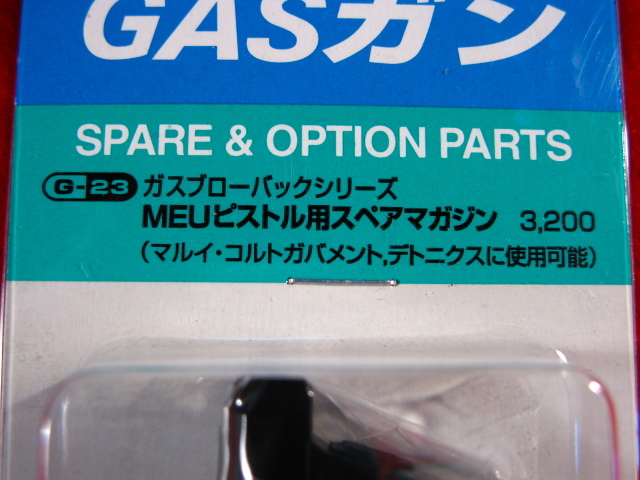 GASガン
SPARE & OPTION PARTS
G-23 ガスブローバックシリーズ
MEUピストル用スペアマガジン 3,200
(マルイ・コルトガバメント,デトニクスに使用可能)